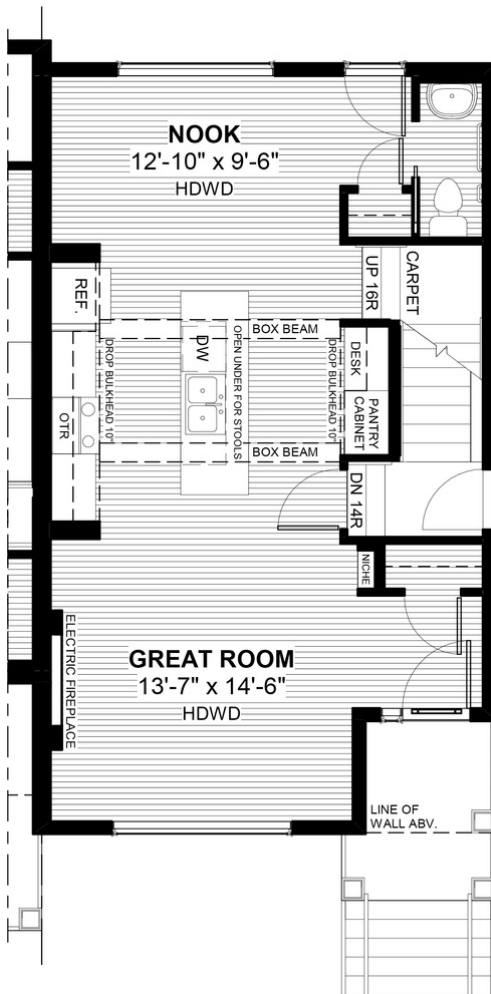 NOOK
12'-10" x 9'-6"
HDWD
CARPET
UP 16R
REF.
BOX BEAM
DW
OPEN UNDER FOR STOOLS
DROP BULKHEAD 10"
DROP BULKHEAD 10"
DESK
OTR
PANTRY
CABINET
BOX BEAM
DN 14R
NICHE
ELECTRIC FIREPLACE
GREAT ROOM
13'-7" x 14'-6"
HDWD
LINE OF
WALL ABV.